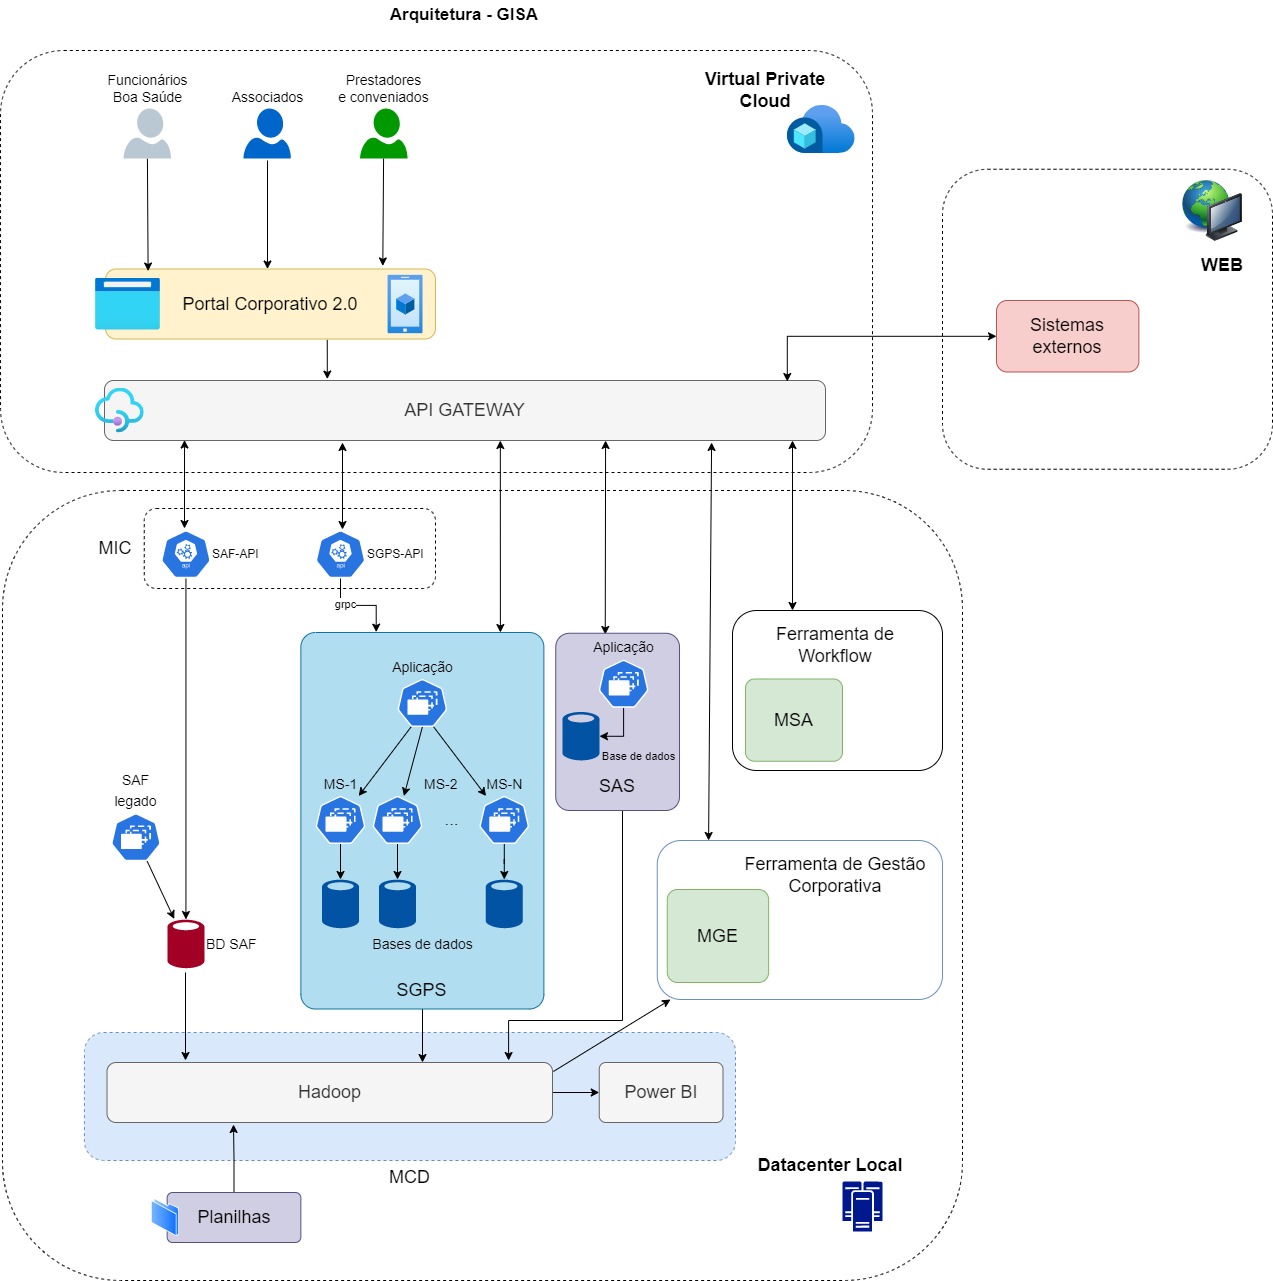 Arquitetura - GISA
Funcionários
Boa Saúde
Associados
Prestadores
e conveniados
Virtual Private
Cloud
WEB
Portal Corporativo 2.0
Sistemas
externos
API GATEWAY
MIC
SAF-API
api
SGPS-API
api
grpc
Aplicação
MS-1
MS-2
MS-N
...
Bases de dados
SGPS
Aplicação
Base de dados
SAS
Ferramenta de
Workflow
MSA
SAF
legado
BD SAF
Ferramenta de Gestão
Corporativa
MGE
Hadoop
Power BI
MCD
Planilhas
Datacenter Local